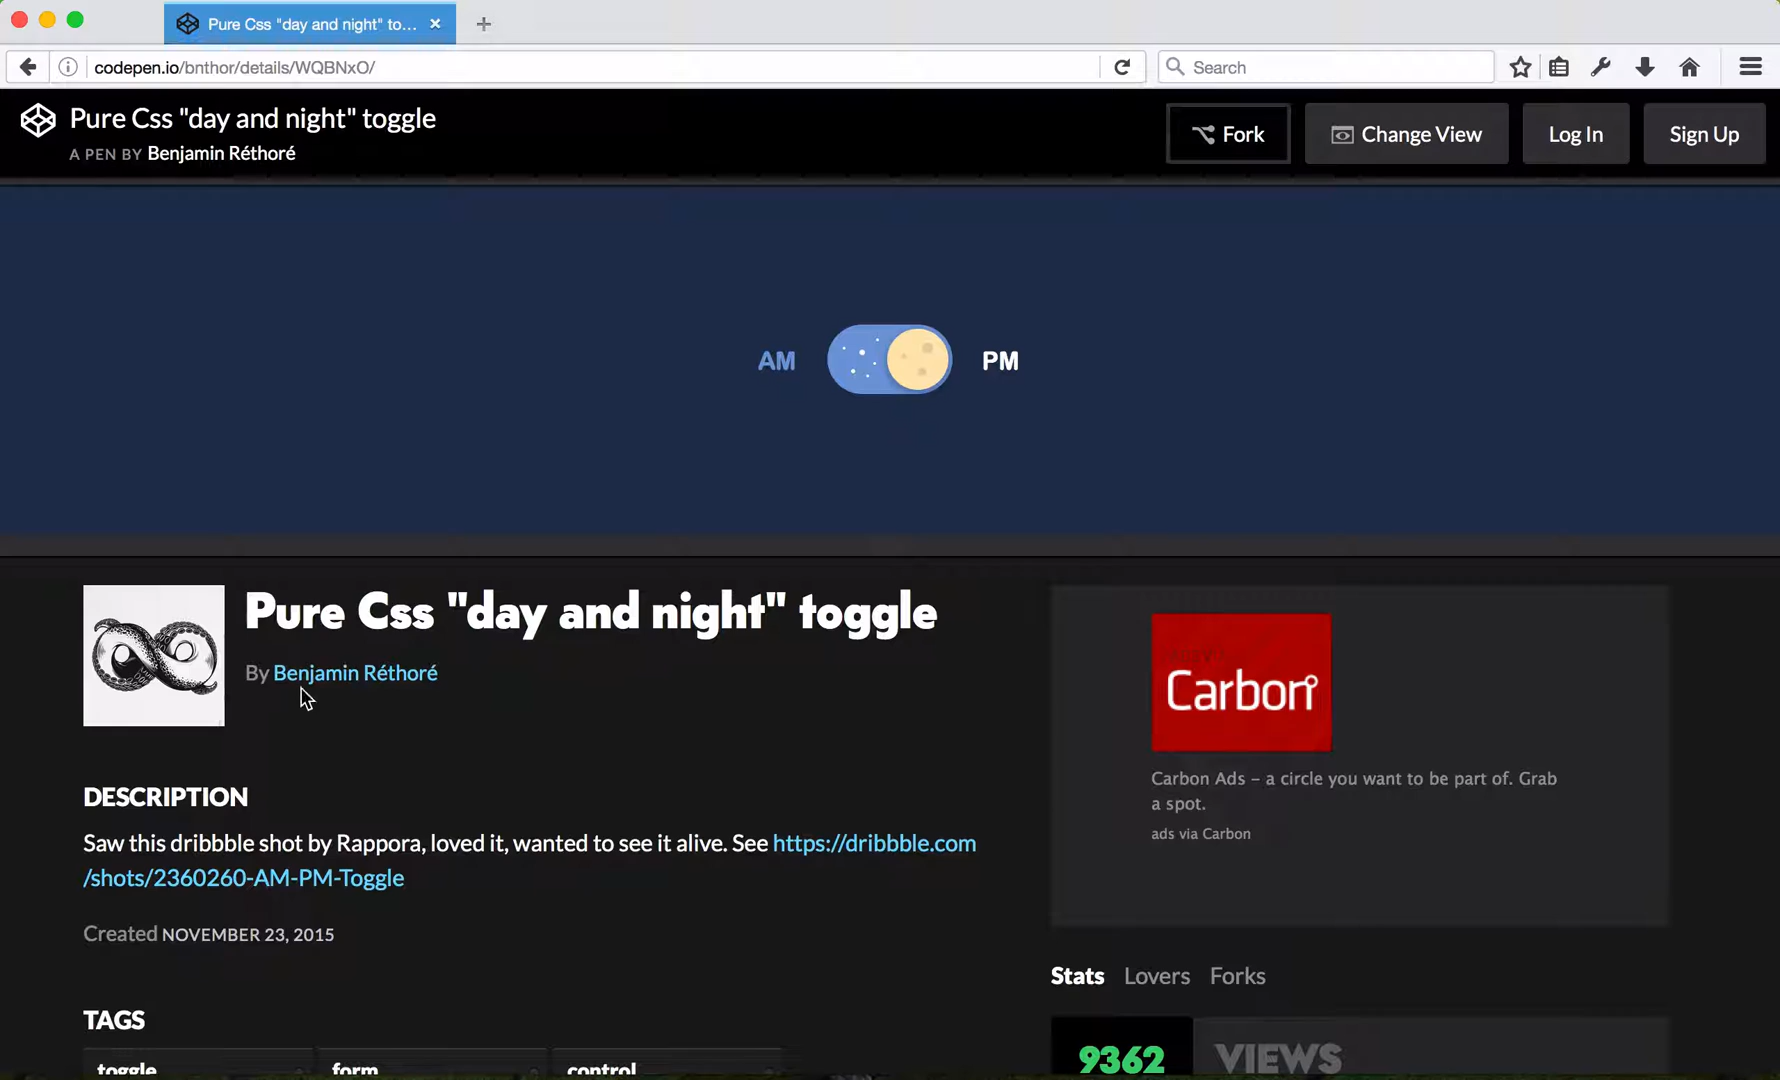 Pure Css "day and night" to...
codepen.io/bnthor/details/WQBNxO/
Search
Pure Css "day and night" toggle
A PEN BY Benjamin Réthoré
Fork
Change View
Log In
Sign Up
AM
PM
Pure Css "day and night" toggle
By Benjamin Réthoré
DESCRIPTION
Saw this dribbble shot by Rappora, loved it, wanted to see it alive. See https://dribbble.com
/shots/2360260-AM-PM-Toggle
Created NOVEMBER 23, 2015
TAGS
toggle
form
control
Carbon
Carbon Ads – a circle you want to be part of. Grab
a spot.
ads via Carbon
Stats Lovers Forks
9362 VIEWS